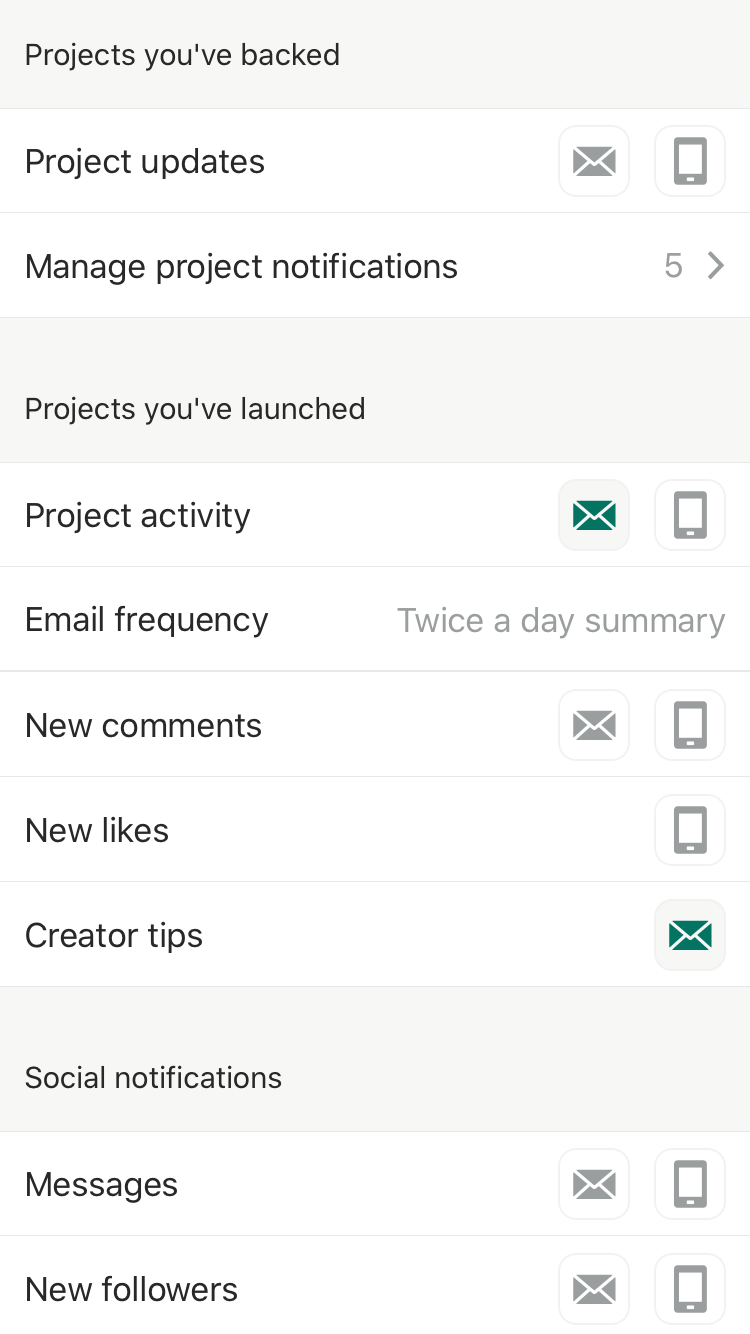 Projects you've backed
Project updates
Manage project notifications 5
Projects you've launched
Project activity
Email frequency Twice a day summary
New comments
New likes
Creator tips
Social notifications
Messages
New followers